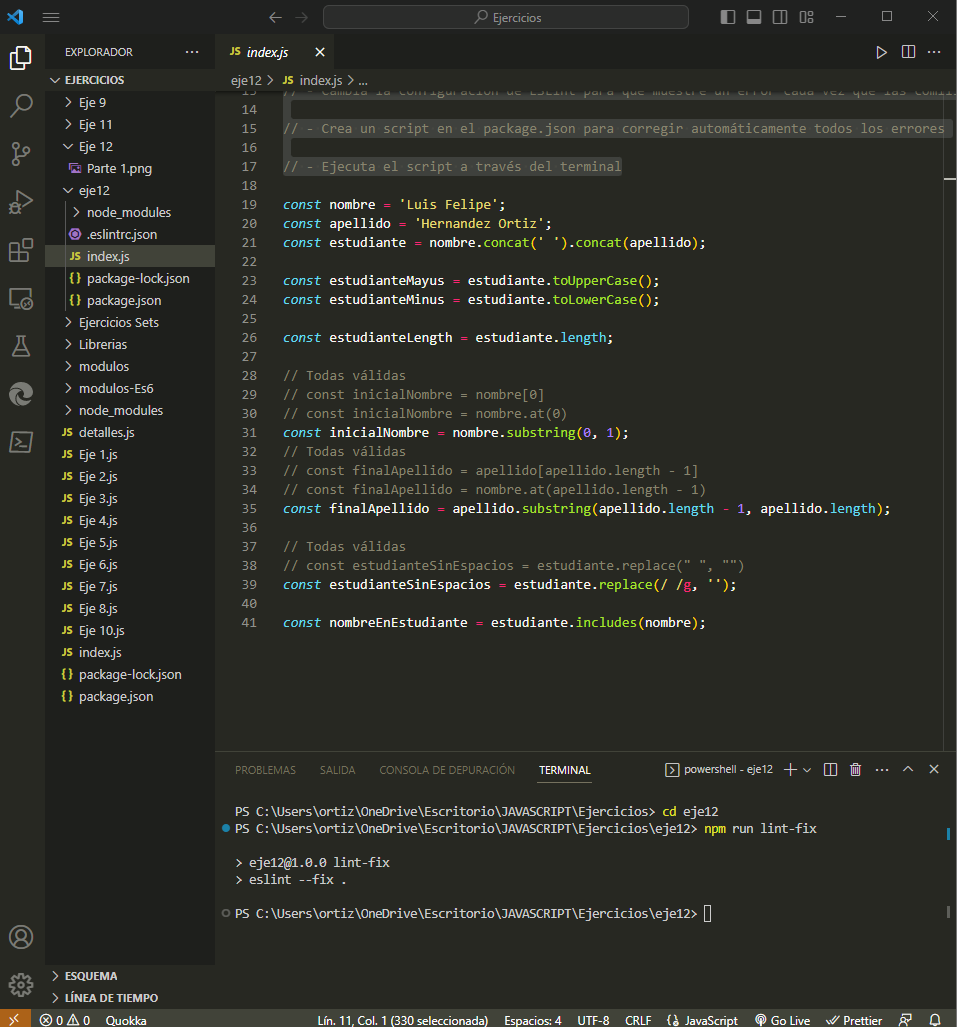 Ejercicios
EXPLORADOR
EJERCICIOS
Eje 9
Eje 11
Eje 12
Parte 1.png
eje12
node_modules
.eslintrc.json
index.js
package-lock.json
package.json
Ejercicios Sets
Librerias
modulos
modulos-Es6
node_modules
JS detalles.js
JS Eje 1.js
JS Eje 2.js
JS Eje 3.js
JS Eje 4.js
JS Eje 5.js
JS Eje 6.js
JS Eje 7.js
JS Eje 8.js
JS Eje 10.js
JS index.js
{} package-lock.json
{} package.json
ESQUEMA
LÍNEA DE TIEMPO
JS index.js
eje12 > JS index.js > ...
13 // - Cambia la configuración de ESLint para que muestre un error cada vez que las
14
15 // - Crea un script en el package.json para corregir automáticamente todos los errores
16
17 // - Ejecuta el script a través del terminal
18
19 const nombre = 'Luis Felipe';
20 const apellido = 'Hernandez Ortiz';
21 const estudiante = nombre.concat(' ').concat(apellido);
22
23 const estudianteMayus = estudiante.toUpperCase();
24 const estudianteMinus = estudiante.toLowerCase();
25
26 const estudianteLength = estudiante.length;
27
28 // Todas válidas
29 // const inicialNombre = nombre[0]
30 // const inicialNombre = nombre.at(0)
31 const inicialNombre = nombre.substring(0, 1);
32 // Todas válidas
33 // const finalApellido = apellido[apellido.length - 1]
34 // const finalApellido = nombre.at(apellido.length - 1)
35 const finalApellido = apellido.substring(apellido.length - 1, apellido.length);
36
37 // Todas válidas
38 // const estudianteSinEspacios = estudiante.replace(" ", "")
39 const estudianteSinEspacios = estudiante.replace(/ /g, '');
40
41 const nombreEnEstudiante = estudiante.includes(nombre);
PROBLEMAS SALIDA CONSOLA DE DEPURACIÓN TERMINAL powershell - eje12
PS C:\Users\ortiz\OneDrive\Escritorio\JAVASCRIPT\Ejercicios> cd eje12
PS C:\Users\ortiz\OneDrive\Escritorio\JAVASCRIPT\Ejercicios\eje12> npm run lint-fix
> eje12@1.0.0 lint-fix
> eslint --fix .
PS C:\Users\ortiz\OneDrive\Escritorio\JAVASCRIPT\Ejercicios\eje12>
0 0 Quokka Lín. 11, Col. 1 (330 seleccionada) Espacios: 4 UTF-8 CRLF {} JavaScript Go Live Prettier